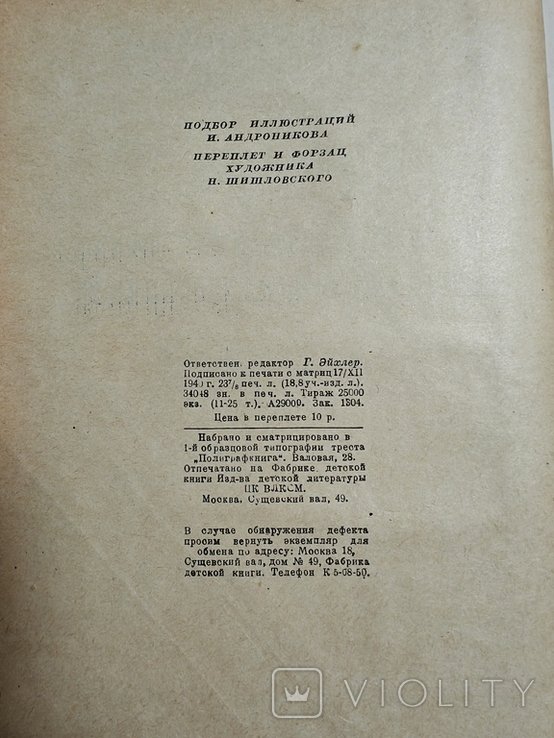 ПОДБОР ИЛЛЮСТРАЦИЙ
И. АНДРОНИКОВА
ПЕРЕПЛЕТ И ФОРЗАЦ
ХУДОЖНИКА
Н. ШИШЛОВСКОГО
Ответствен. редактор Г. Эйхлер.
Подписано к печати с матриц 17/XII
1940 г. 23⁷/₈ печ. л. (18,8 уч.-изд. л.).
34048 зн. в печ. л. Тираж 25000
экз. (11-25 т.). А29000. Зак. 1304.
Цена в переплете 10 р.
Набрано и сматрицировано в
1-й образцовой типографии треста
„Полиграфкнига“. Валовая, 28.
Отпечатано на Фабрике детской
книги Изд-ва детской литературы
ЦК ВЛКСМ.
Москва, Сущевский вал, 49.
В случае обнаружения дефекта
просим вернуть экземпляр для
обмена по адресу: Москва 18,
Сущевский вал, дом № 49, Фабрика
детской книги. Телефон К 5-08-50.
VIOLITY